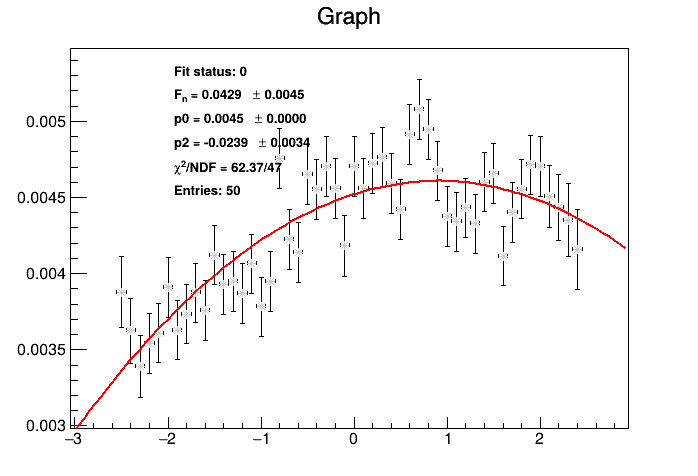 Graph
Fit status: 0
Fn = 0.0429 ± 0.0045
p0 = 0.0045 ± 0.0000
p2 = -0.0239 ± 0.0034
χ²/NDF = 62.37/47
Entries: 50
0.005
0.0045
0.004
0.0035
0.003
−3 −2 −1 0 1 2